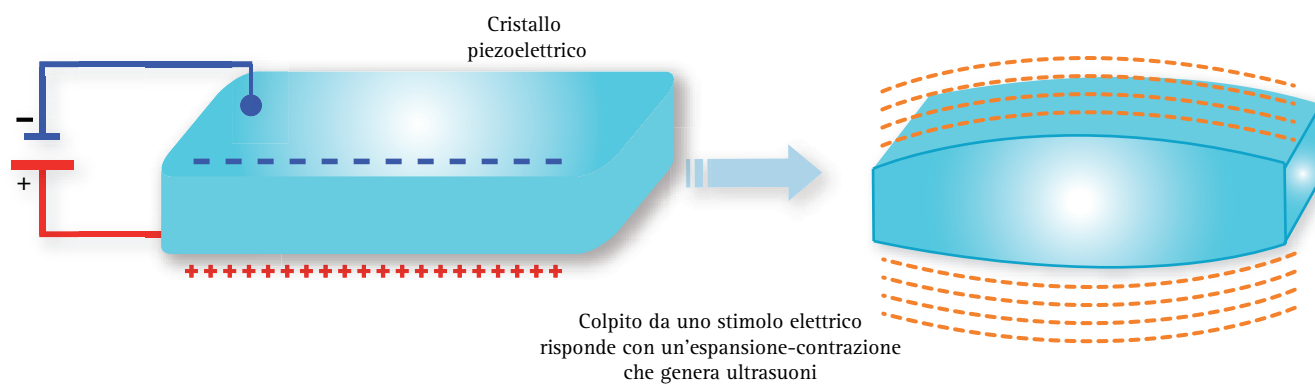 Cristallo
piezoelettrico
-
+
Colpito da uno stimolo elettrico
risponde con un'espansione-contrazione
che genera ultrasuoni